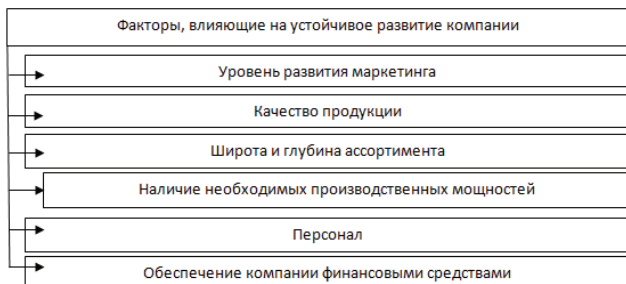 Факторы, влияющие на устойчивое развитие компании
Уровень развития маркетинга
Качество продукции
Широта и глубина ассортимента
Наличие необходимых производственных мощностей
Персонал
Обеспечение компании финансовыми средствами